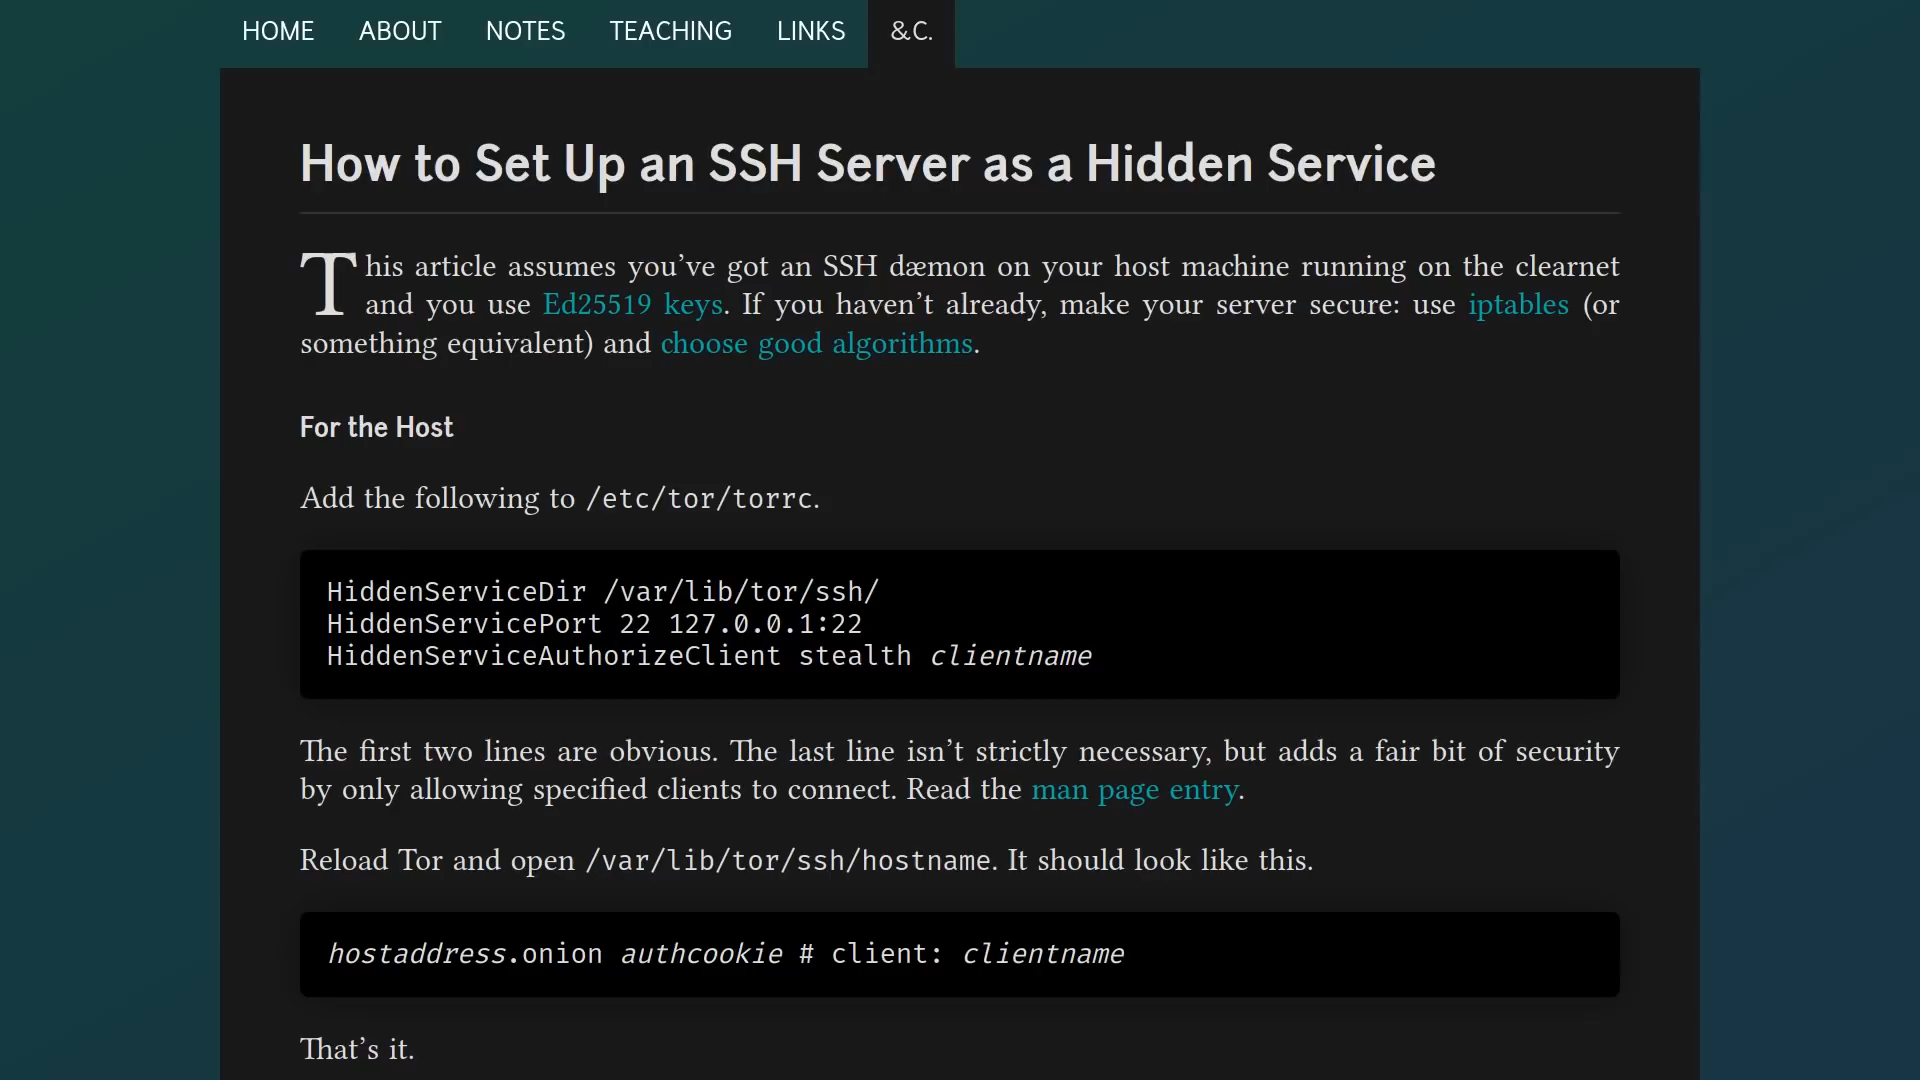 HOME ABOUT NOTES TEACHING LINKS &C.
How to Set Up an SSH Server as a Hidden Service
This article assumes you’ve got an SSH dæmon on your host machine running on the clearnet
and you use Ed25519 keys. If you haven’t already, make your server secure: use iptables (or
something equivalent) and choose good algorithms.
For the Host
Add the following to /etc/tor/torrc.
HiddenServiceDir /var/lib/tor/ssh/
HiddenServicePort 22 127.0.0.1:22
HiddenServiceAuthorizeClient stealth clientname
The first two lines are obvious. The last line isn’t strictly necessary, but adds a fair bit of security
by only allowing specified clients to connect. Read the man page entry.
Reload Tor and open /var/lib/tor/ssh/hostname. It should look like this.
hostaddress.onion authcookie # client: clientname
That’s it.